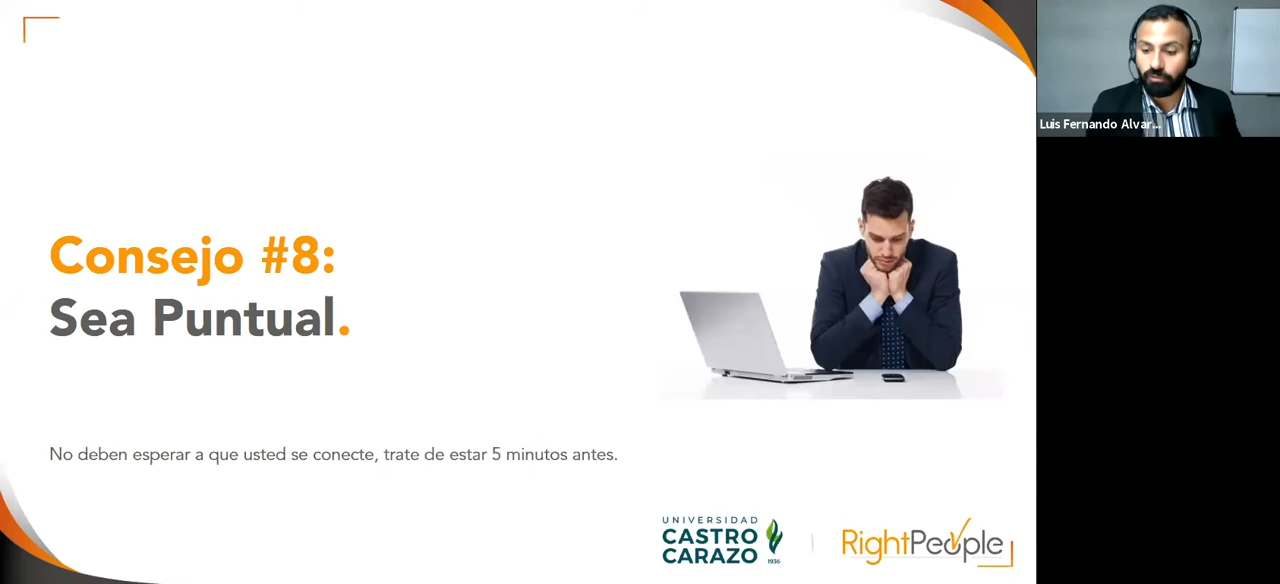 Consejo #8:
Sea Puntual.
No deben esperar a que usted se conecte, trate de estar 5 minutos antes.
UNIVERSIDAD
CASTRO
CARAZO
1936
RightPeople
Luis Fernando Alvar...